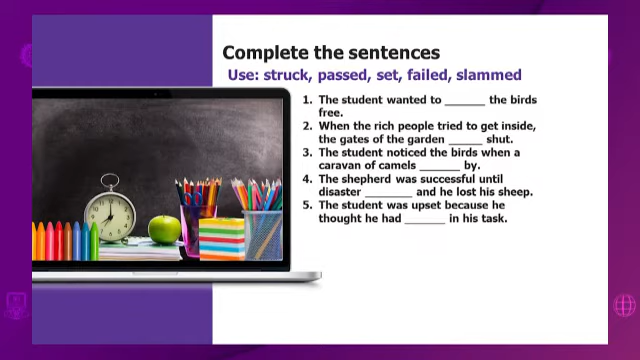 Complete the sentences
Use: struck, passed, set, failed, slammed
1. The student wanted to _______ the birds
free.
2. When the rich people tried to get inside,
the gates of the garden ______ shut.
3. The student noticed the birds when a
caravan of camels _______ by.
4. The shepherd was successful until
disaster ________ and he lost his sheep.
5. The student was upset because he
thought he had _______ in his task.